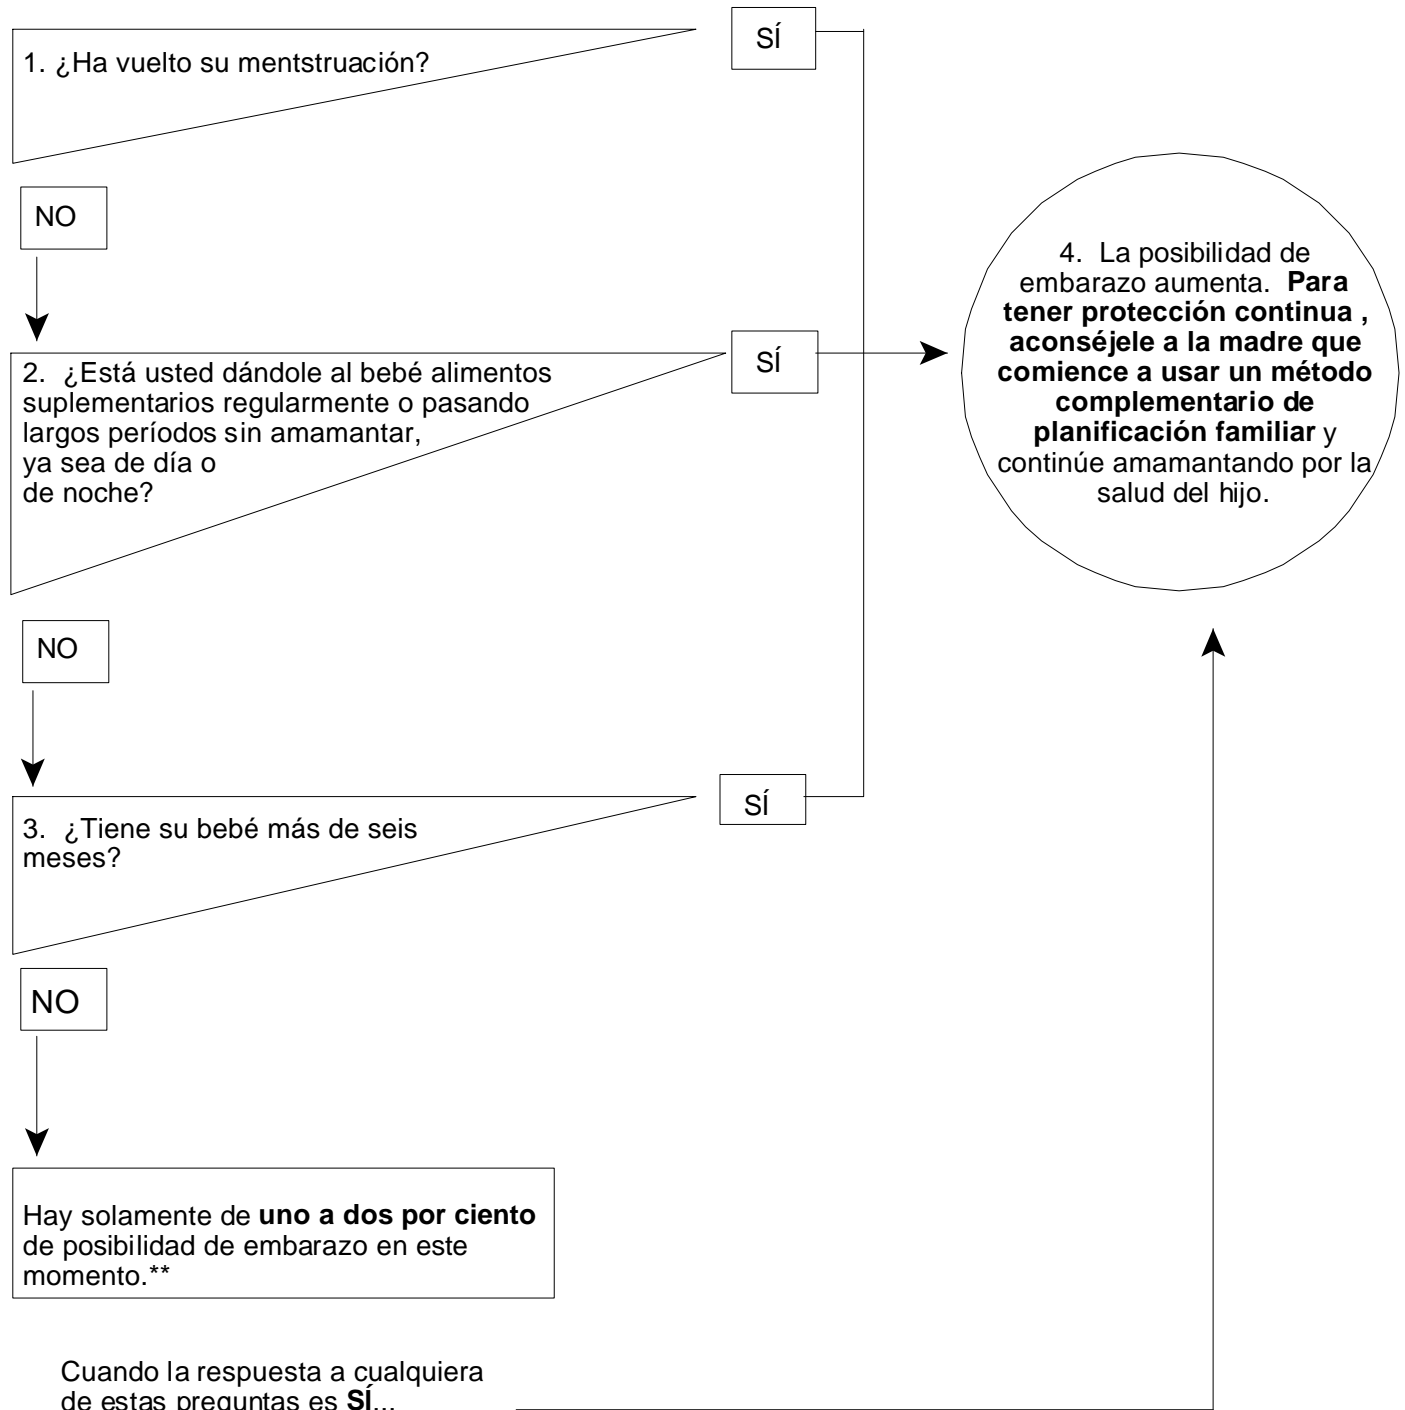 1. ¿Ha vuelto su mentstruación?
SÍ
NO
2. ¿Está usted dándole al bebé alimentos
suplementarios regularmente o pasando
largos períodos sin amamantar,
ya sea de día o
de noche?
SÍ
NO
3. ¿Tiene su bebé más de seis
meses?
SÍ
NO
Hay solamente de uno a dos por ciento
de posibilidad de embarazo en este
momento.**
4. La posibilidad de
embarazo aumenta. Para
tener protección continua ,
aconséjele a la madre que
comience a usar un método
complementario de
planificación familiar y
continúe amamantando por la
salud del hijo.
Cuando la respuesta a cualquiera
de estas preguntas es SÍ...